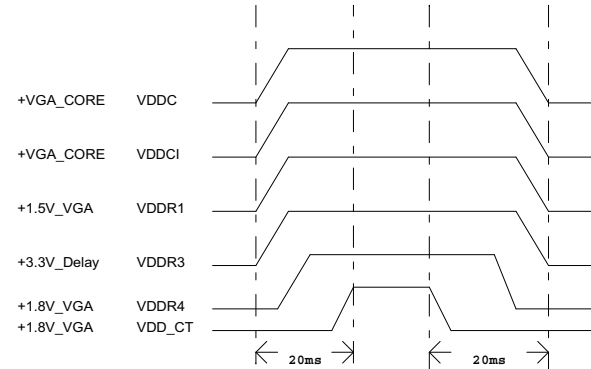 +VGA_CORE VDDC
+VGA_CORE VDDCI
+1.5V_VGA VDDR1
+3.3V_Delay VDDR3
+1.8V_VGA VDDR4
+1.8V_VGA VDD_CT
20ms 20ms